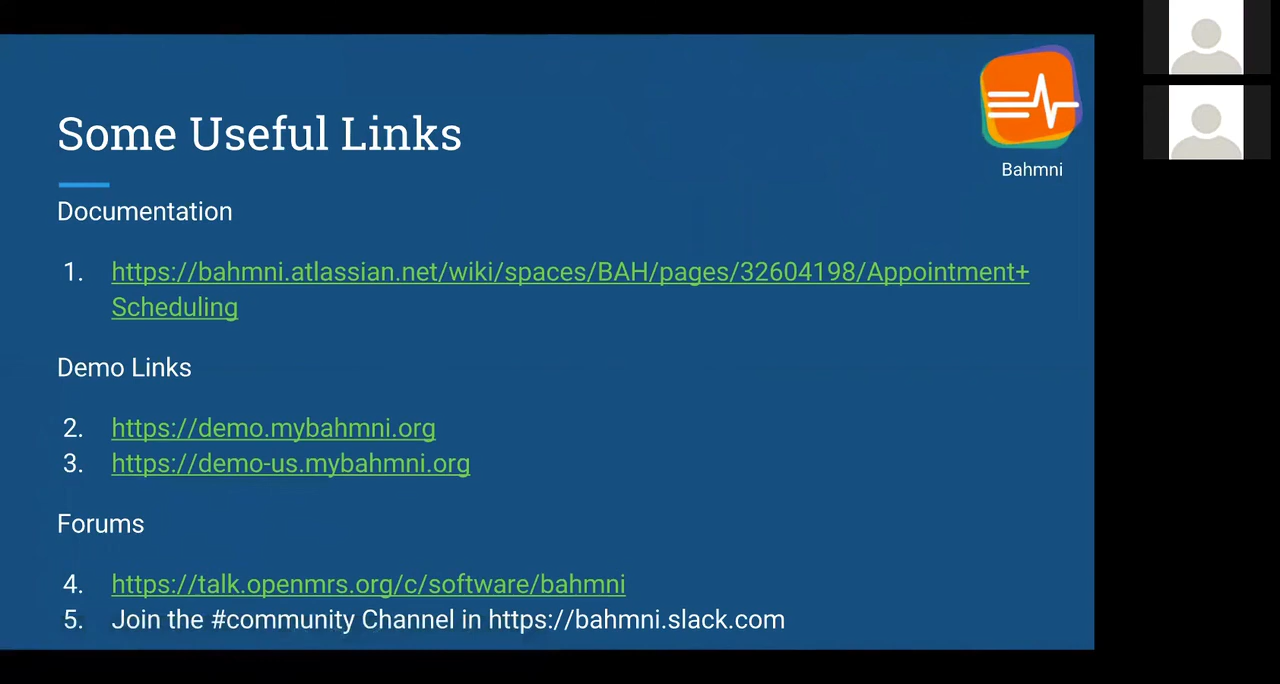 Some Useful Links
Bahmni
Documentation
1. https://bahmni.atlassian.net/wiki/spaces/BAH/pages/32604198/Appointment+
Scheduling
Demo Links
2. https://demo.mybahmni.org
3. https://demo-us.mybahmni.org
Forums
4. https://talk.openmrs.org/c/software/bahmni
5. Join the #community Channel in https://bahmni.slack.com